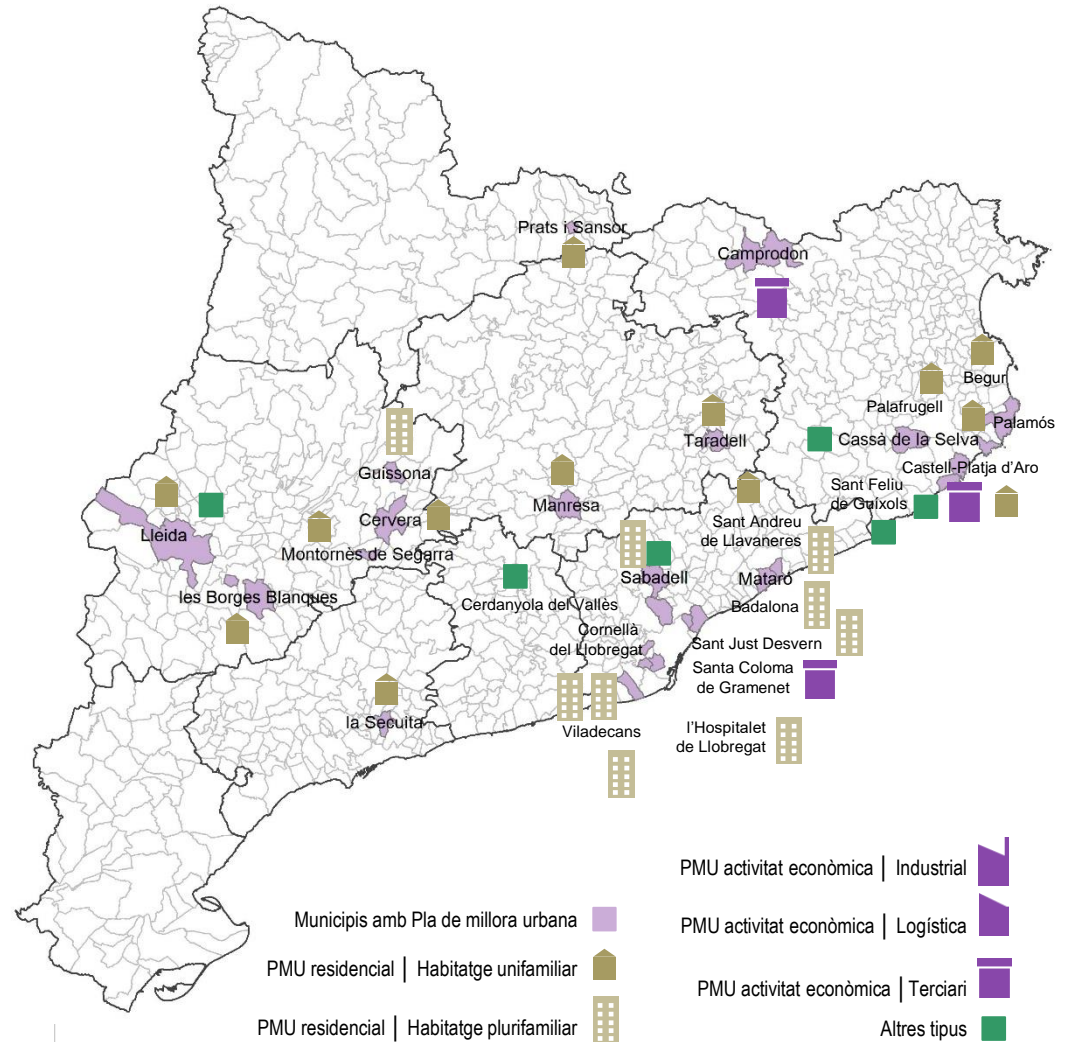 Prats i Sansor
Camprodon
Begur
Palafrugell
Palamós
Taradell
Cassà de la Selva
Guissona
Castell-Platja d’Aro
Sant Feliu
de Guíxols
Manresa
Cervera
Sant Andreu
de Llavaneres
Lleida
Montornès de Segarra
Sabadell
Mataró
les Borges Blanques
Cerdanyola del Vallès
Badalona
Cornellà
del Llobregat
Sant Just Desvern
Santa Coloma
de Gramenet
la Secuita
Viladecans
l’Hospitalet
de Llobregat
Municipis amb Pla de millora urbana
PMU residencial | Habitatge unifamiliar
PMU residencial | Habitatge plurifamiliar
PMU activitat econòmica | Industrial
PMU activitat econòmica | Logística
PMU activitat econòmica | Terciari
Altres tipus